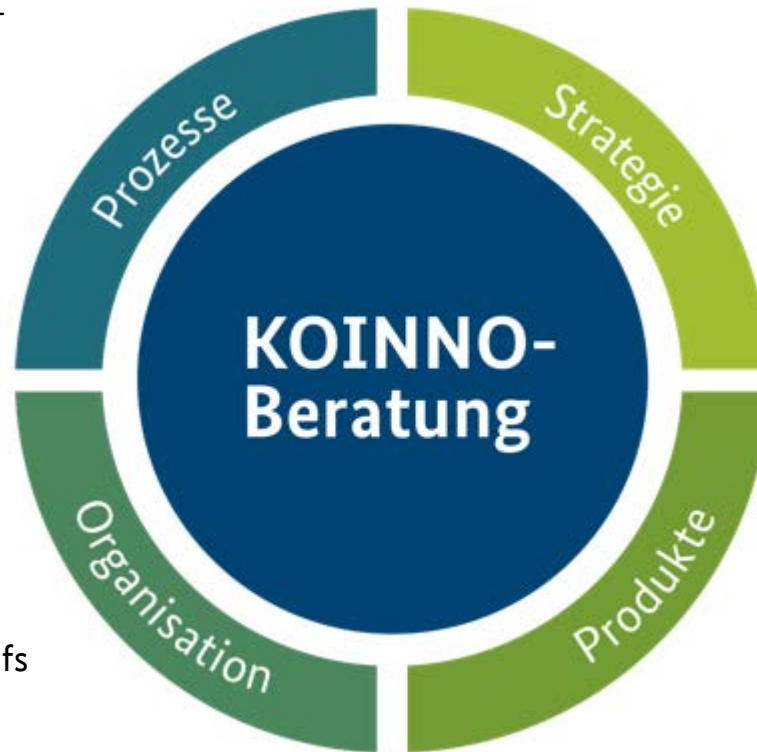 Prozesse
Strategie
KOINNO-
Beratung
Organisation
Produkte
fs